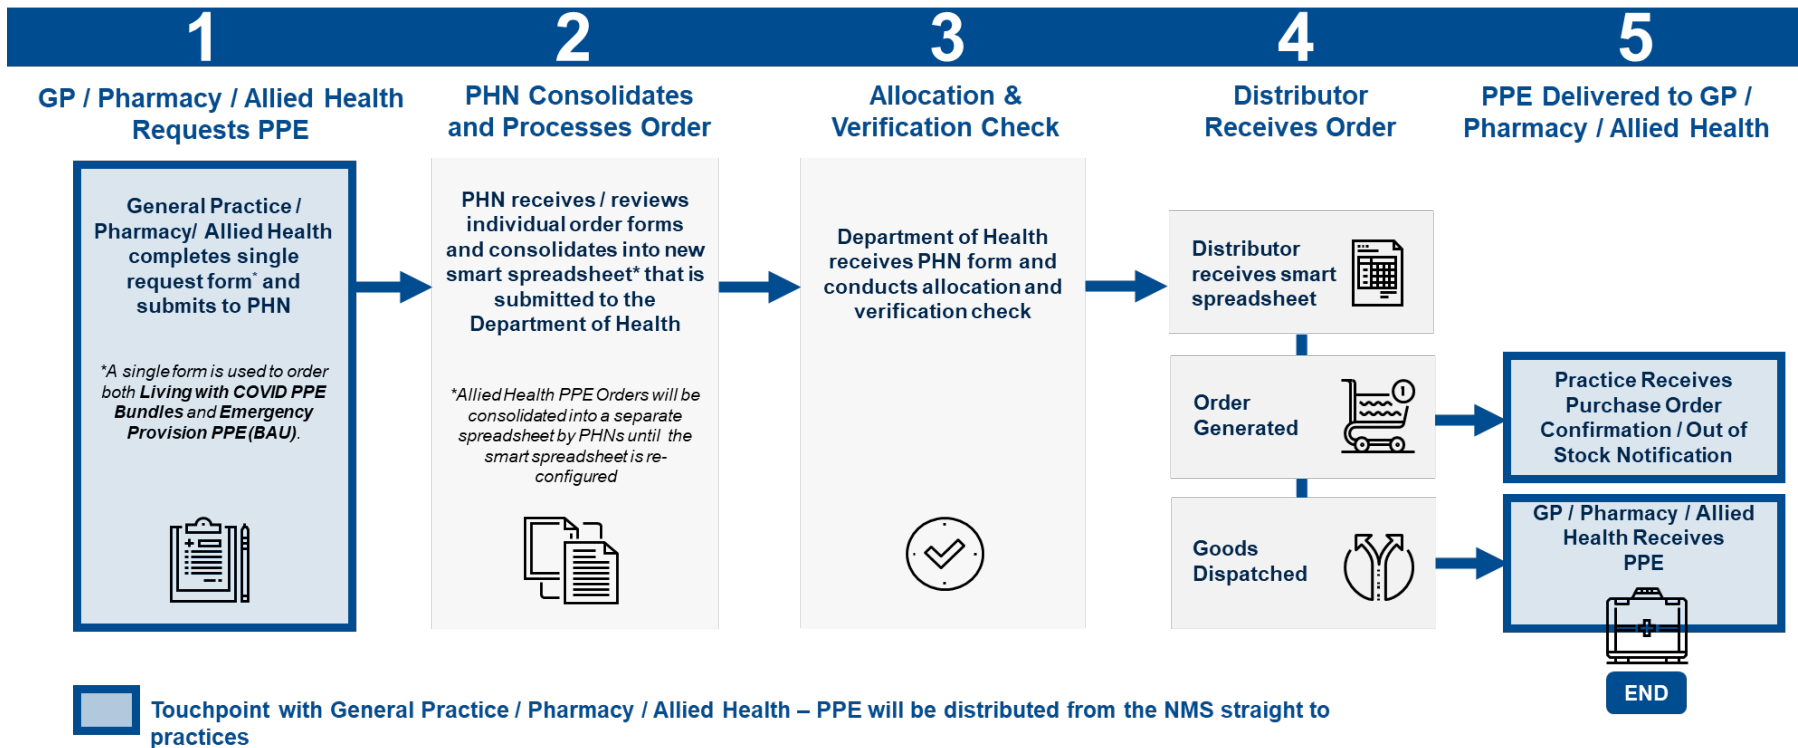 1
2
3
4
5
GP / Pharmacy / Allied Health
Requests PPE
PHN Consolidates
and Processes Order
Allocation &
Verification Check
Distributor
Receives Order
PPE Delivered to GP /
Pharmacy / Allied Health
General Practice /
Pharmacy/ Allied Health
completes single
request form* and
submits to PHN
*A single form is used to order
both Living with COVID PPE
Bundles and Emergency
Provision PPE (BAU).
PHN receives / reviews
individual order forms
and consolidates into new
smart spreadsheet* that is
submitted to the
Department of Health
*Allied Health PPE Orders will be
consolidated into a separate
spreadsheet by PHNs until the
smart spreadsheet is re-
configured
Department of Health
receives PHN form and
conducts allocation and
verification check
Distributor
receives smart
spreadsheet
Order
Generated
1
Goods
Dispatched
Practice Receives
Purchase Order
Confirmation / Out of
Stock Notification
GP / Pharmacy / Allied
Health Receives
PPE
END
Touchpoint with General Practice / Pharmacy / Allied Health – PPE will be distributed from the NMS straight to
practices